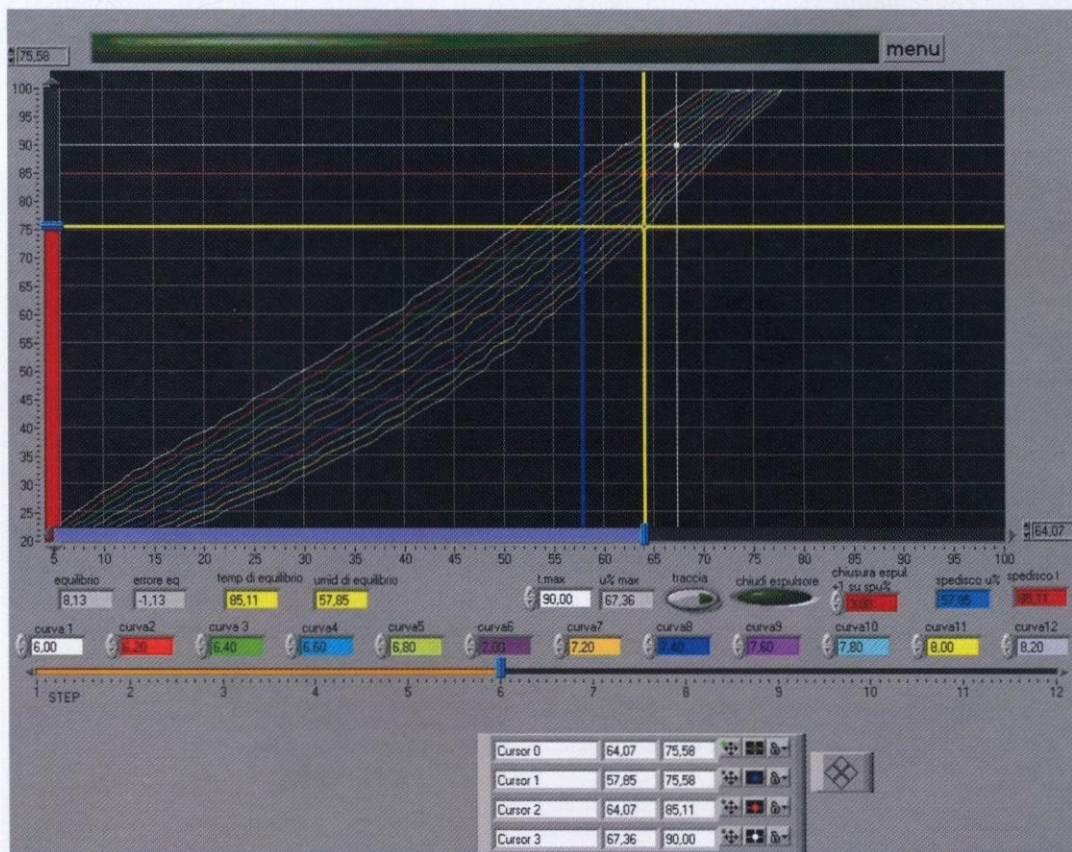 75,58
menu
100
95
90
85
80
75
70
65
60
55
50
45
40
35
30
25
20
64,07
5 10 15 20 25 30 35 40 45 50 55 60 65 70 75 80 85 90 95 100
equilibrio errore eq temp di equilibrio umid di equilibrio t.max u% max traccia chiudi espulsore chiusura espul su spu% spedisco u% spedisco t
8,13 -1,13 85,11 57,85 90,00 67,36 57,85 85,11
curva 1 curva2 curva 3 curva4 curva5 curva6 curva7 curva8 curva9 curva10 curva11 curva12
6,00 6,20 6,40 6,60 6,80 7,00 7,20 7,40 7,60 7,80 8,00 8,20
1 2 3 4 5 6 7 8 9 10 11 12
STEP
Cursor 0 64,07 75,58
Cursor 1 57,85 75,58
Cursor 2 64,07 85,11
Cursor 3 67,36 90,00